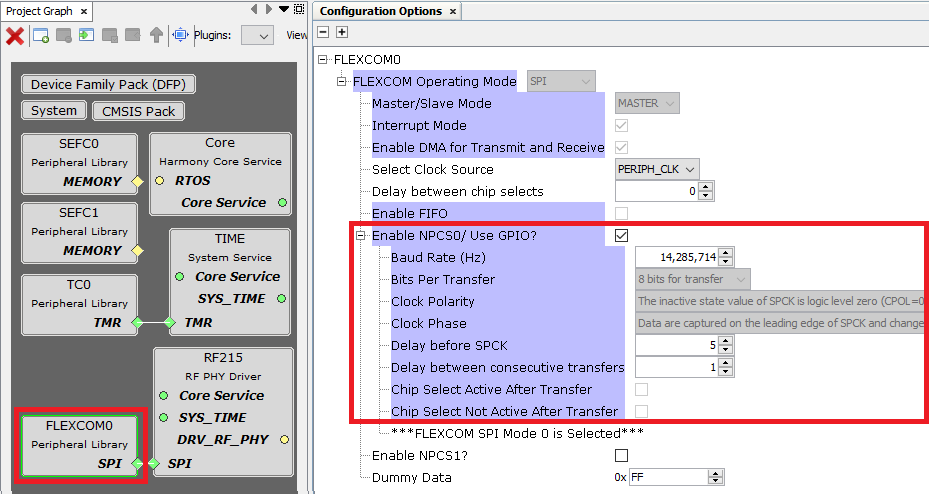 Project Graph
Plugins:
View
Device Family Pack (DFP)
System
CMSIS Pack
SEFC0
Peripheral Library
MEMORY
Core
Harmony Core Service
RTOS
Core Service
SEFC1
Peripheral Library
MEMORY
TIME
System Service
Core Service
SYS_TIME
TMR
TC0
Peripheral Library
TMR
RF215
RF PHY Driver
Core Service
SYS_TIME
DRV_RF_PHY
SPI
FLEXCOM0
Peripheral Library
SPI
Configuration Options
FLEXCOM0
FLEXCOM Operating Mode SPI
Master/Slave Mode MASTER
Interrupt Mode
Enable DMA for Transmit and Receive
Select Clock Source PERIPH_CLK
Delay between chip selects 0
Enable FIFO
Enable NPCS0/ Use GPIO?
Baud Rate (Hz) 14,285,714
Bits Per Transfer 8 bits for transfer
Clock Polarity The inactive state value of SPCK is logic level zero (CPOL=0
Clock Phase Data are captured on the leading edge of SPCK and change
Delay before SPCK 5
Delay between consecutive transfers 1
Chip Select Active After Transfer
Chip Select Not Active After Transfer
***FLEXCOM SPI Mode 0 is Selected***
Enable NPCS1?
Dummy Data 0x FF